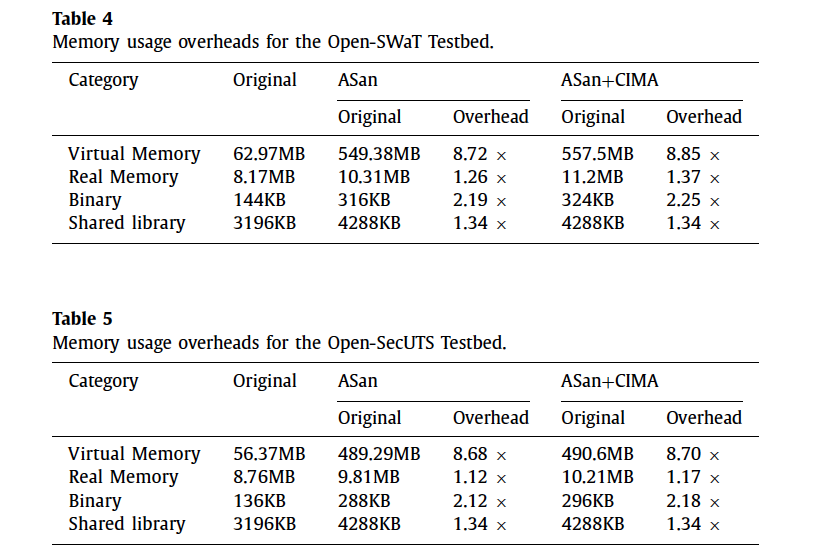 Table 4
Memory usage overheads for the Open-SWaT Testbed.
Category Original ASan ASan+CIMA
Original Overhead Original Overhead
Virtual Memory 62.97MB 549.38MB 8.72 × 557.5MB 8.85 ×
Real Memory 8.17MB 10.31MB 1.26 × 11.2MB 1.37 ×
Binary 144KB 316KB 2.19 × 324KB 2.25 ×
Shared library 3196KB 4288KB 1.34 × 4288KB 1.34 ×
Table 5
Memory usage overheads for the Open-SecUTS Testbed.
Category Original ASan ASan+CIMA
Original Overhead Original Overhead
Virtual Memory 56.37MB 489.29MB 8.68 × 490.6MB 8.70 ×
Real Memory 8.76MB 9.81MB 1.12 × 10.21MB 1.17 ×
Binary 136KB 288KB 2.12 × 296KB 2.18 ×
Shared library 3196KB 4288KB 1.34 × 4288KB 1.34 ×